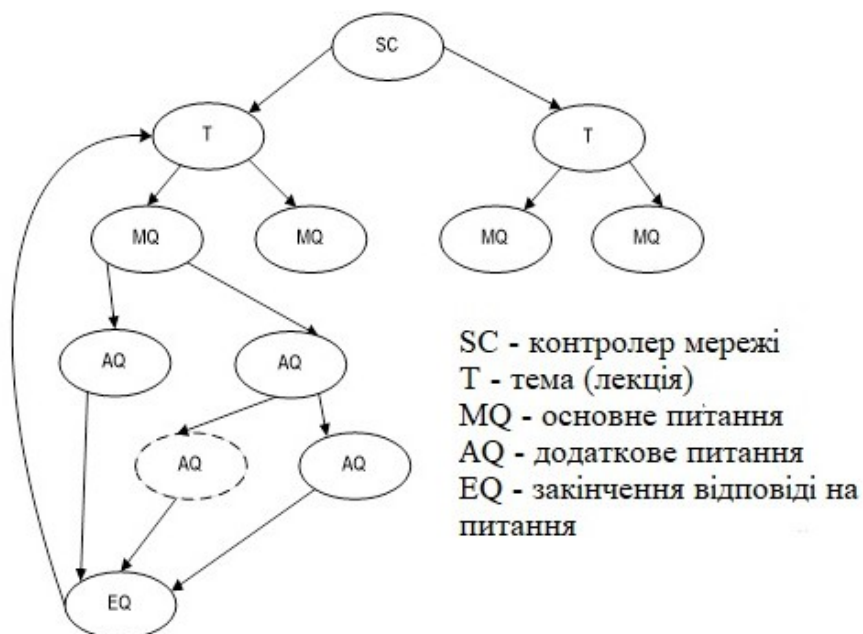 SC
T
T
MQ
MQ
MQ
MQ
AQ
AQ
AQ
AQ
EQ
SC - контролер мережі
T - тема (лекція)
MQ - основне питання
AQ - додаткове питання
EQ - закінчення відповіді на
питання